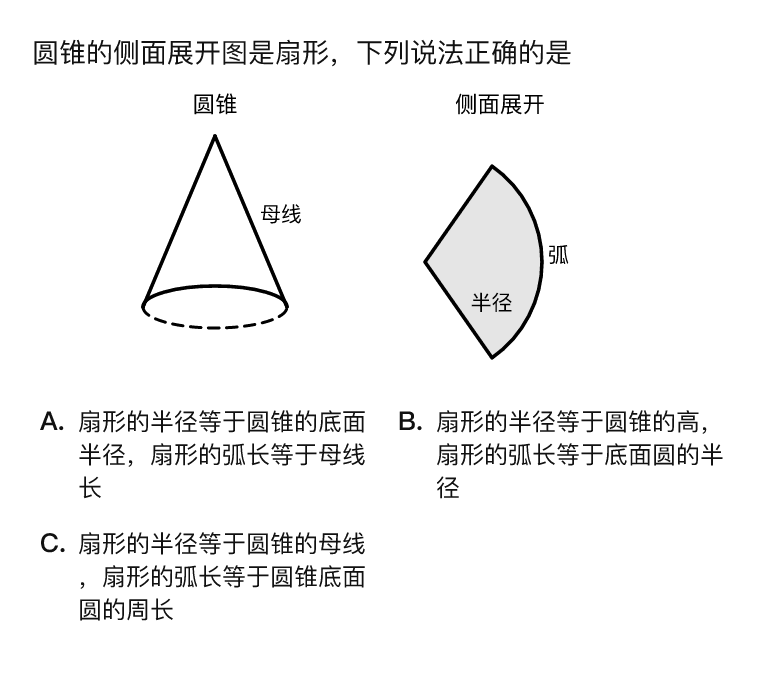 圆锥的侧面展开图是扇形，下列说法正确的是
圆锥
侧面展开
母线
弧
半径
A. 扇形的半径等于圆锥的底面
半径，扇形的弧长等于母线
长
B. 扇形的半径等于圆锥的高，
扇形的弧长等于底面圆的半
径
C. 扇形的半径等于圆锥的母线
，扇形的弧长等于圆锥底面
圆的周长